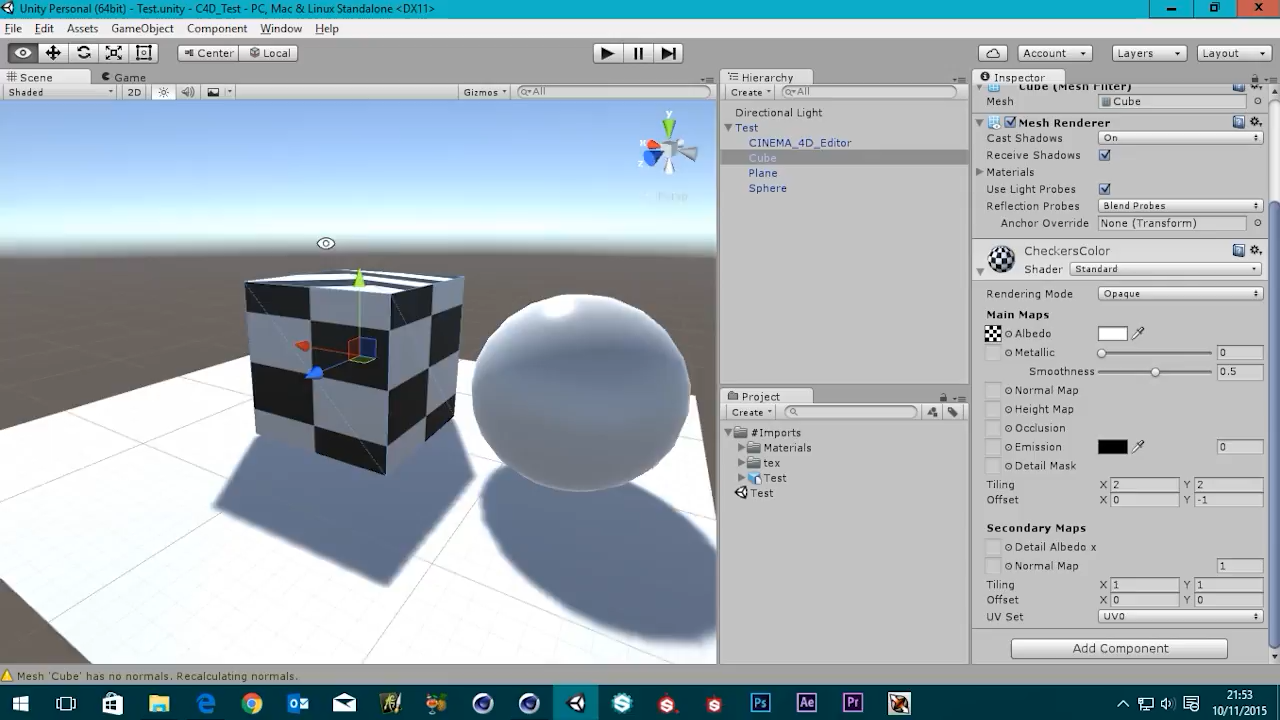 Unity Personal (64bit) - Test.unity - C4D_Test - PC, Mac & Linux Standalone <DX11>
File Edit Assets GameObject Component Window Help
Center Local Account Layers Layout
Scene Game Hierarchy Inspector
Shaded 2D Gizmos All Create All
Cube (Mesh Filter)
Mesh Cube
Directional Light
Test
CINEMA_4D_Editor
Cube
Plane
Sphere
y
x
z
Persp
Mesh Renderer
Cast Shadows On
Receive Shadows
Materials
Use Light Probes
Reflection Probes Blend Probes
Anchor Override None (Transform)
CheckersColor
Shader Standard
Rendering Mode Opaque
Main Maps
Albedo
Metallic 0
Smoothness 0.5
Normal Map
Height Map
Occlusion
Emission 0
Detail Mask
Tiling X 2 Y 2
Offset X 0 Y -1
Secondary Maps
Detail Albedo x
Normal Map 1
Tiling X 1 Y 1
Offset X 0 Y 0
UV Set UV0
Add Component
Project
Create
#Imports
Materials
tex
Test
Test
Mesh 'Cube' has no normals. Recalculating normals.
Ps Ae Pr
21:53
10/11/2015